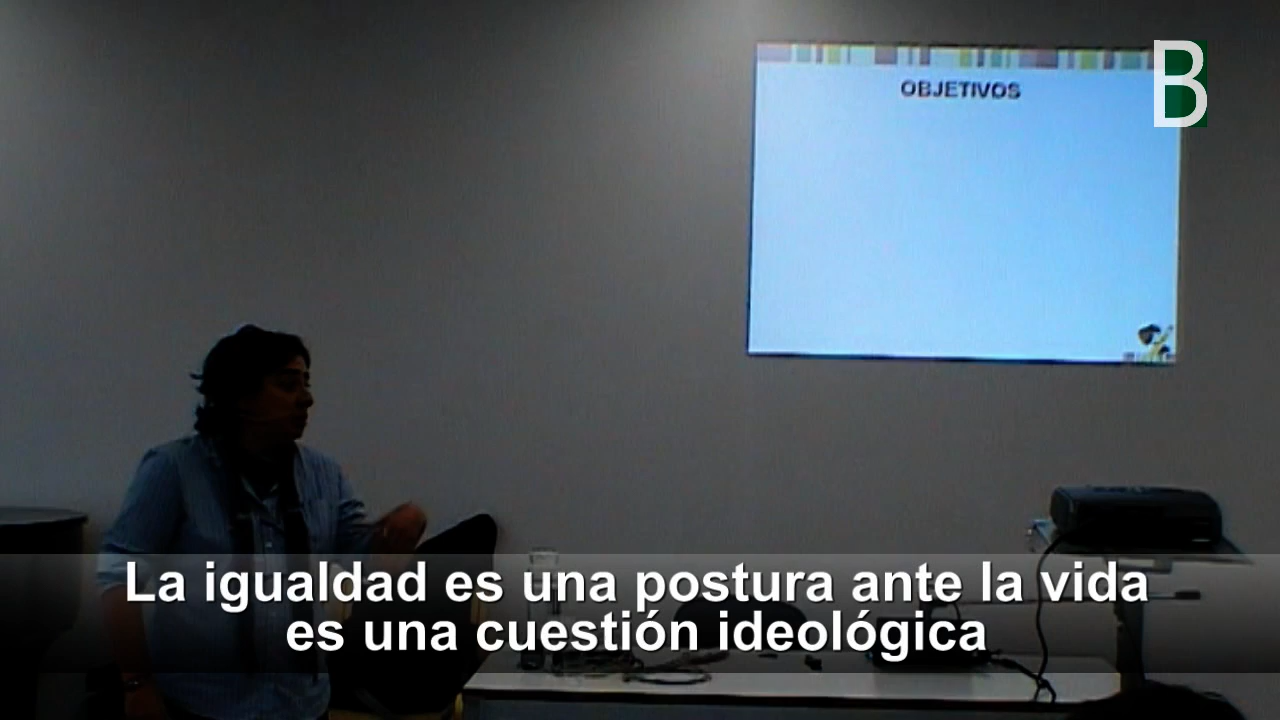 B
OBJETIVOS
La igualdad es una postura ante la vida
es una cuestión ideológica